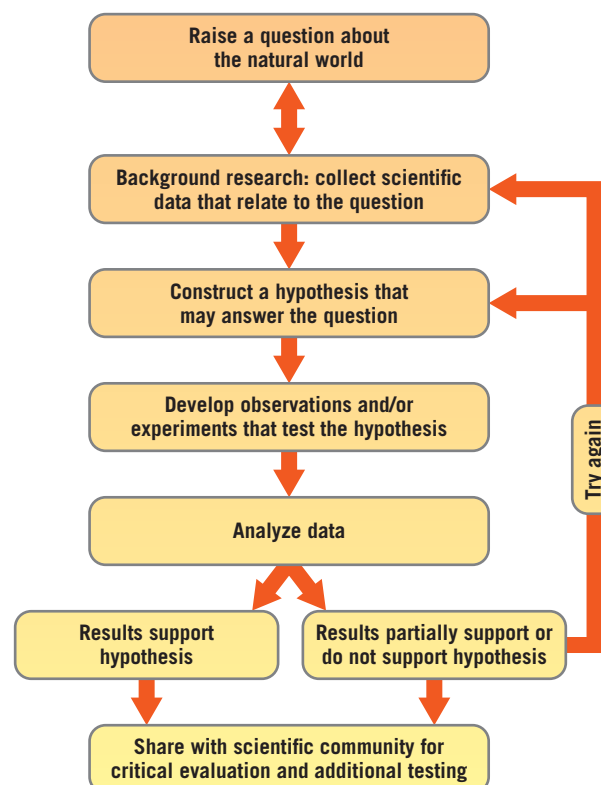 Raise a question about
the natural world
Background research: collect scientific
data that relate to the question
Construct a hypothesis that
may answer the question
Develop observations and/or
experiments that test the hypothesis
Try again
Analyze data
Results support
hypothesis
Results partially support or
do not support hypothesis
Share with scientific community for
critical evaluation and additional testing